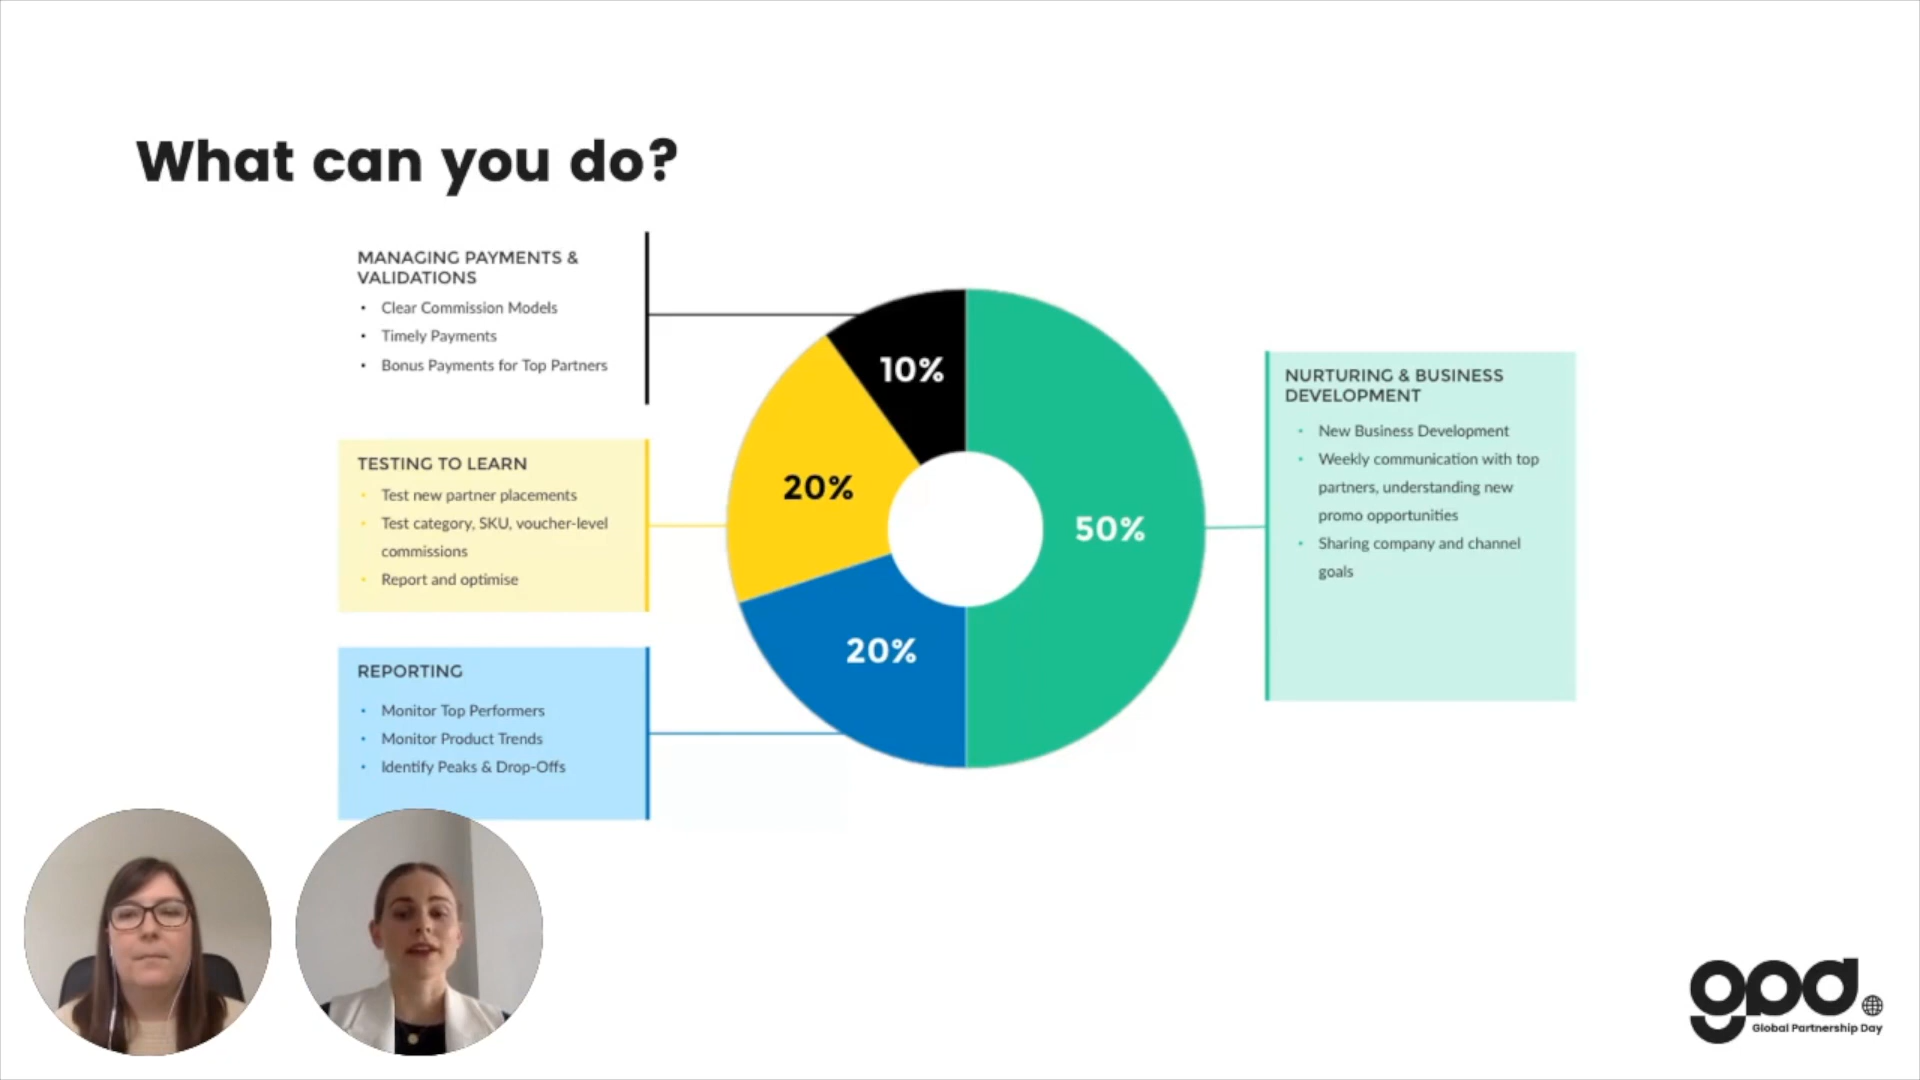 What can you do?
MANAGING PAYMENTS &
VALIDATIONS
• Clear Commission Models
• Timely Payments
• Bonus Payments for Top Partners
TESTING TO LEARN
• Test new partner placements
• Test category, SKU, voucher-level
commissions
• Report and optimise
REPORTING
• Monitor Top Performers
• Monitor Product Trends
• Identify Peaks & Drop-Offs
10%
20%
20%
50%
NURTURING & BUSINESS
DEVELOPMENT
• New Business Development
• Weekly communication with top
partners, understanding new
promo opportunities
• Sharing company and channel
goals
gpd.
Global Partnership Day